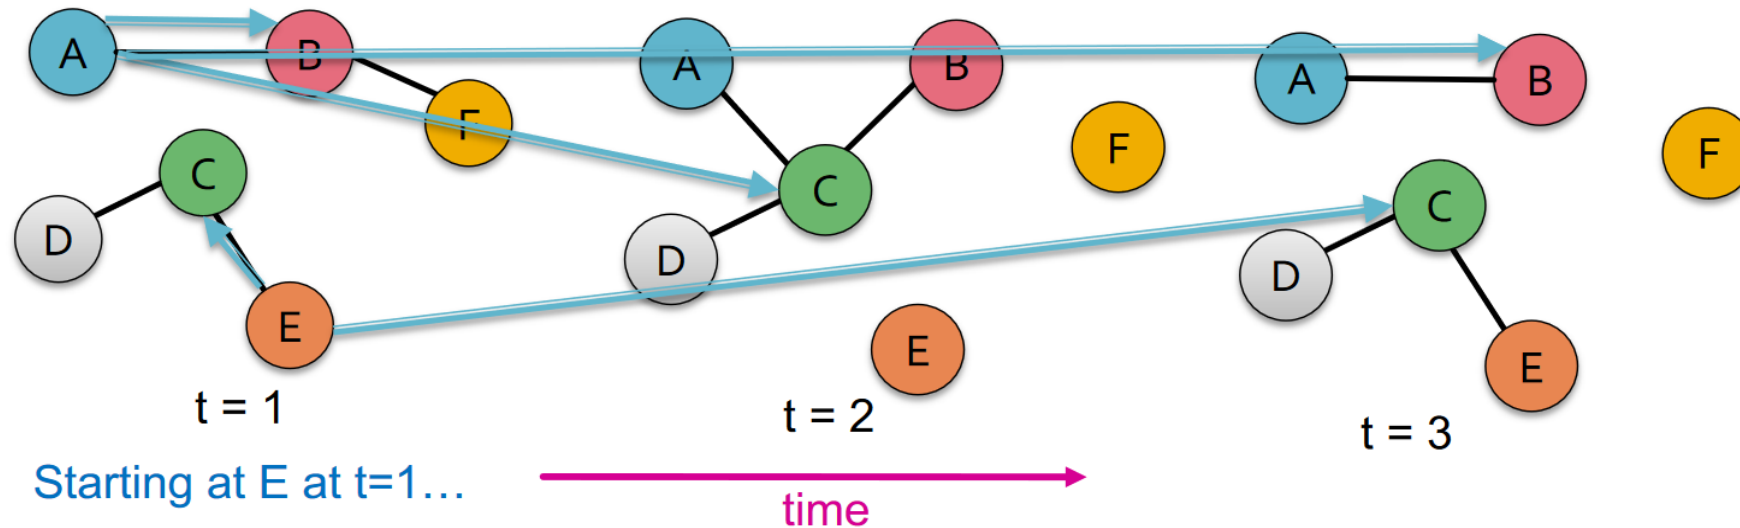 A B A B A B
F F F
C C C
D D D
E E E
t = 1 t = 2 t = 3
Starting at E at t=1…
time